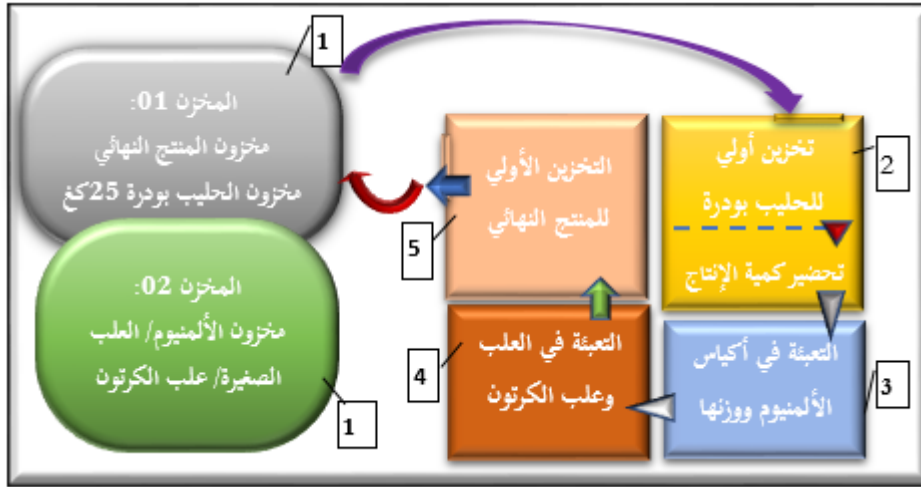 1
المخزن 01:
مخزون المنتج النهائي
مخزون الحليب بودرة 25كغ
المخزن 02:
مخزون الألمنيوم/ العلب
الصغيرة/ علب الكرتون
1
تخزين أولي
للحليب بودرة
تحضير كمية الإنتاج
2
التعبئة في أكياس
الألمنيوم ووزنها
3
التعبئة في العلب
وعلب الكرتون
4
التخزين الأولي
للمنتج النهائي
5